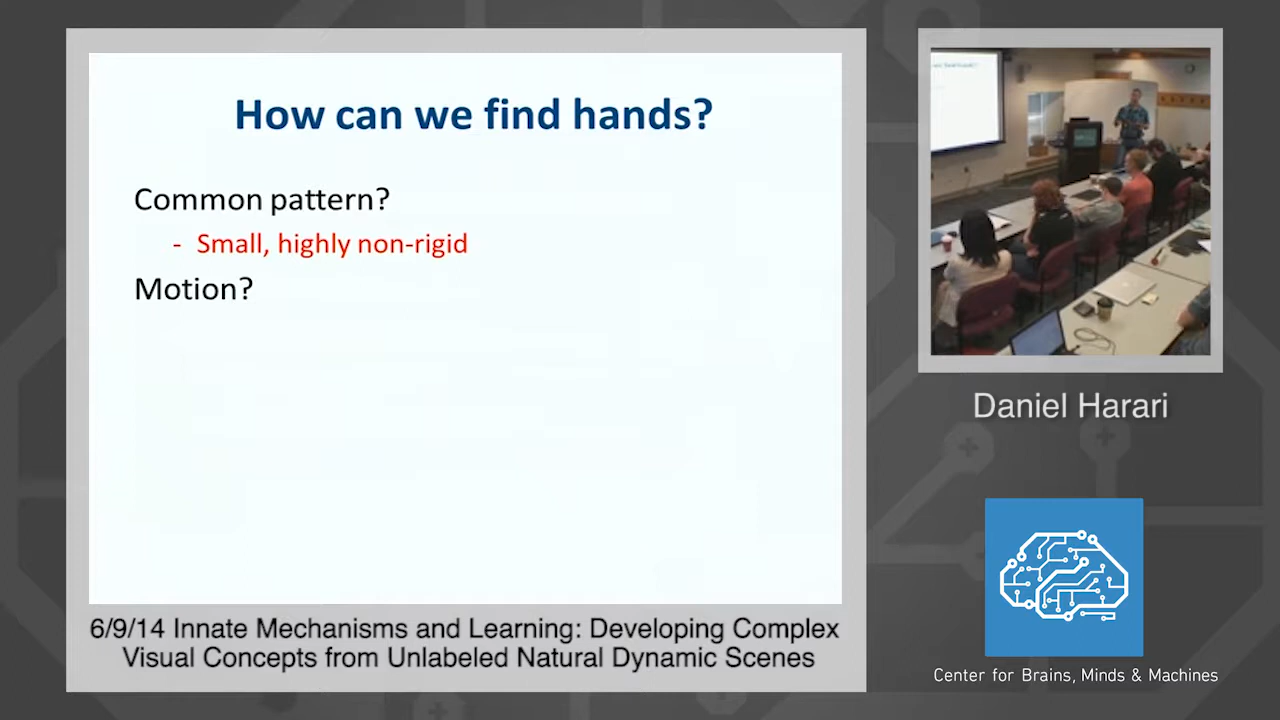 How can we find hands?
Common pattern?
- Small, highly non-rigid
Motion?
6/9/14 Innate Mechanisms and Learning: Developing Complex
Visual Concepts from Unlabeled Natural Dynamic Scenes
Daniel Harari
Center for Brains, Minds & Machines